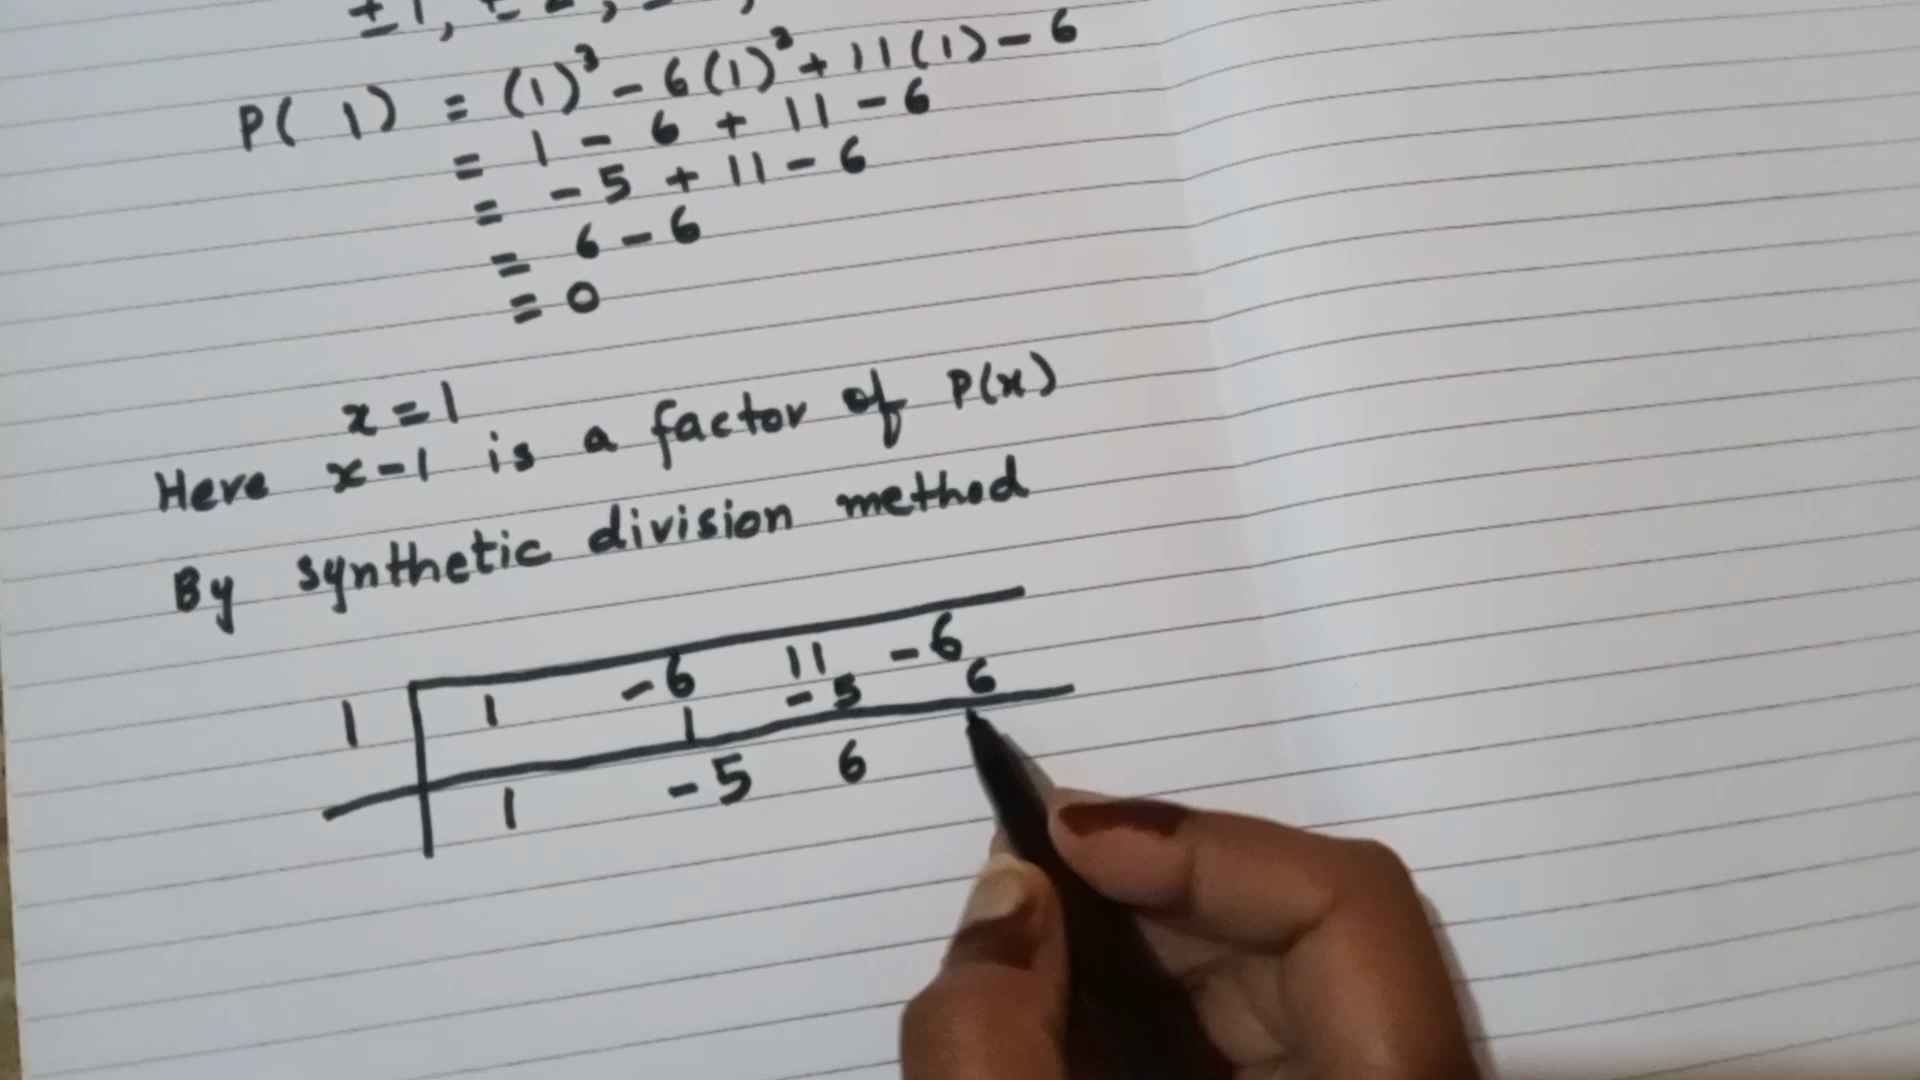 ±1, ±2,
P( 1) = (1)³ - 6(1)² + 11(1) - 6
= 1 - 6 + 11 - 6
= -5 + 11 - 6
= 6 - 6
= 0
x = 1
Here x-1 is a factor of P(x)
By synthetic division method
1 1 -6 11 -6
1 -5 6
1 -5 6